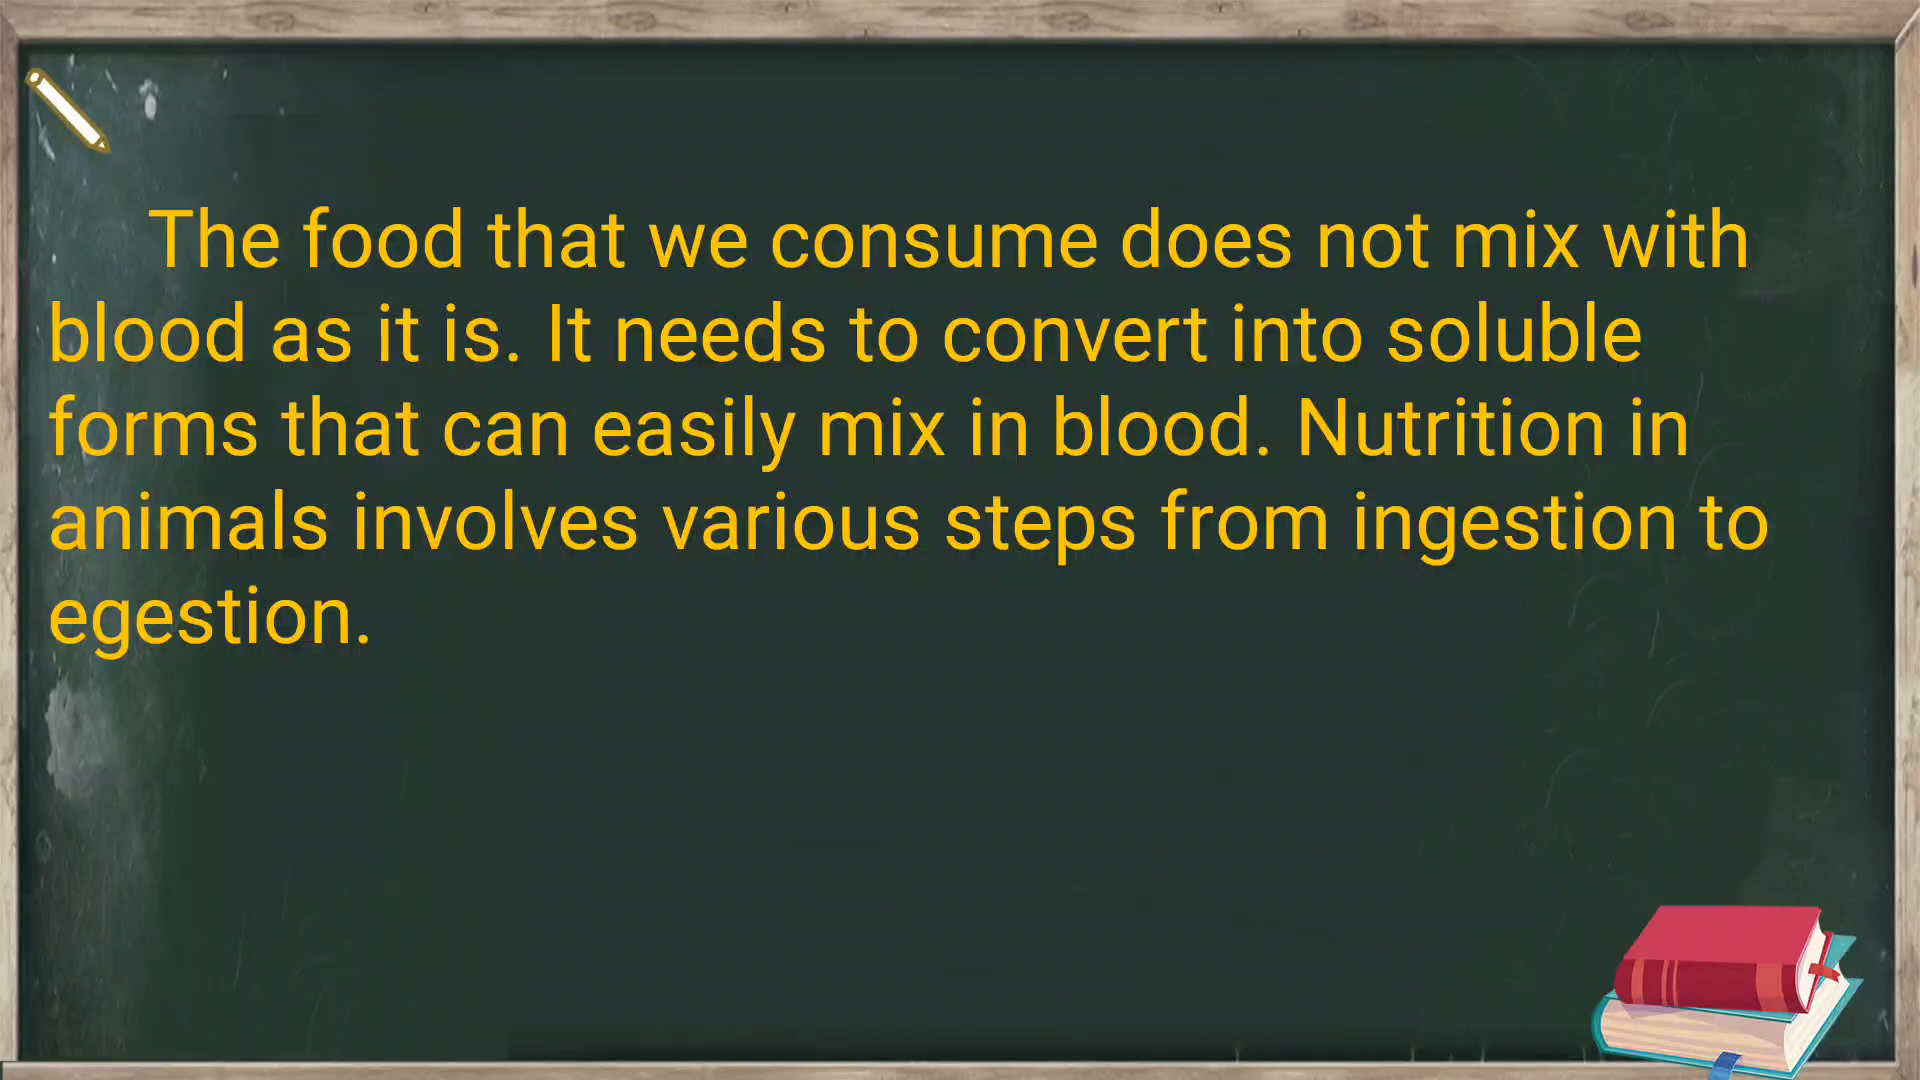 The food that we consume does not mix with
blood as it is. It needs to convert into soluble
forms that can easily mix in blood. Nutrition in
animals involves various steps from ingestion to
egestion.